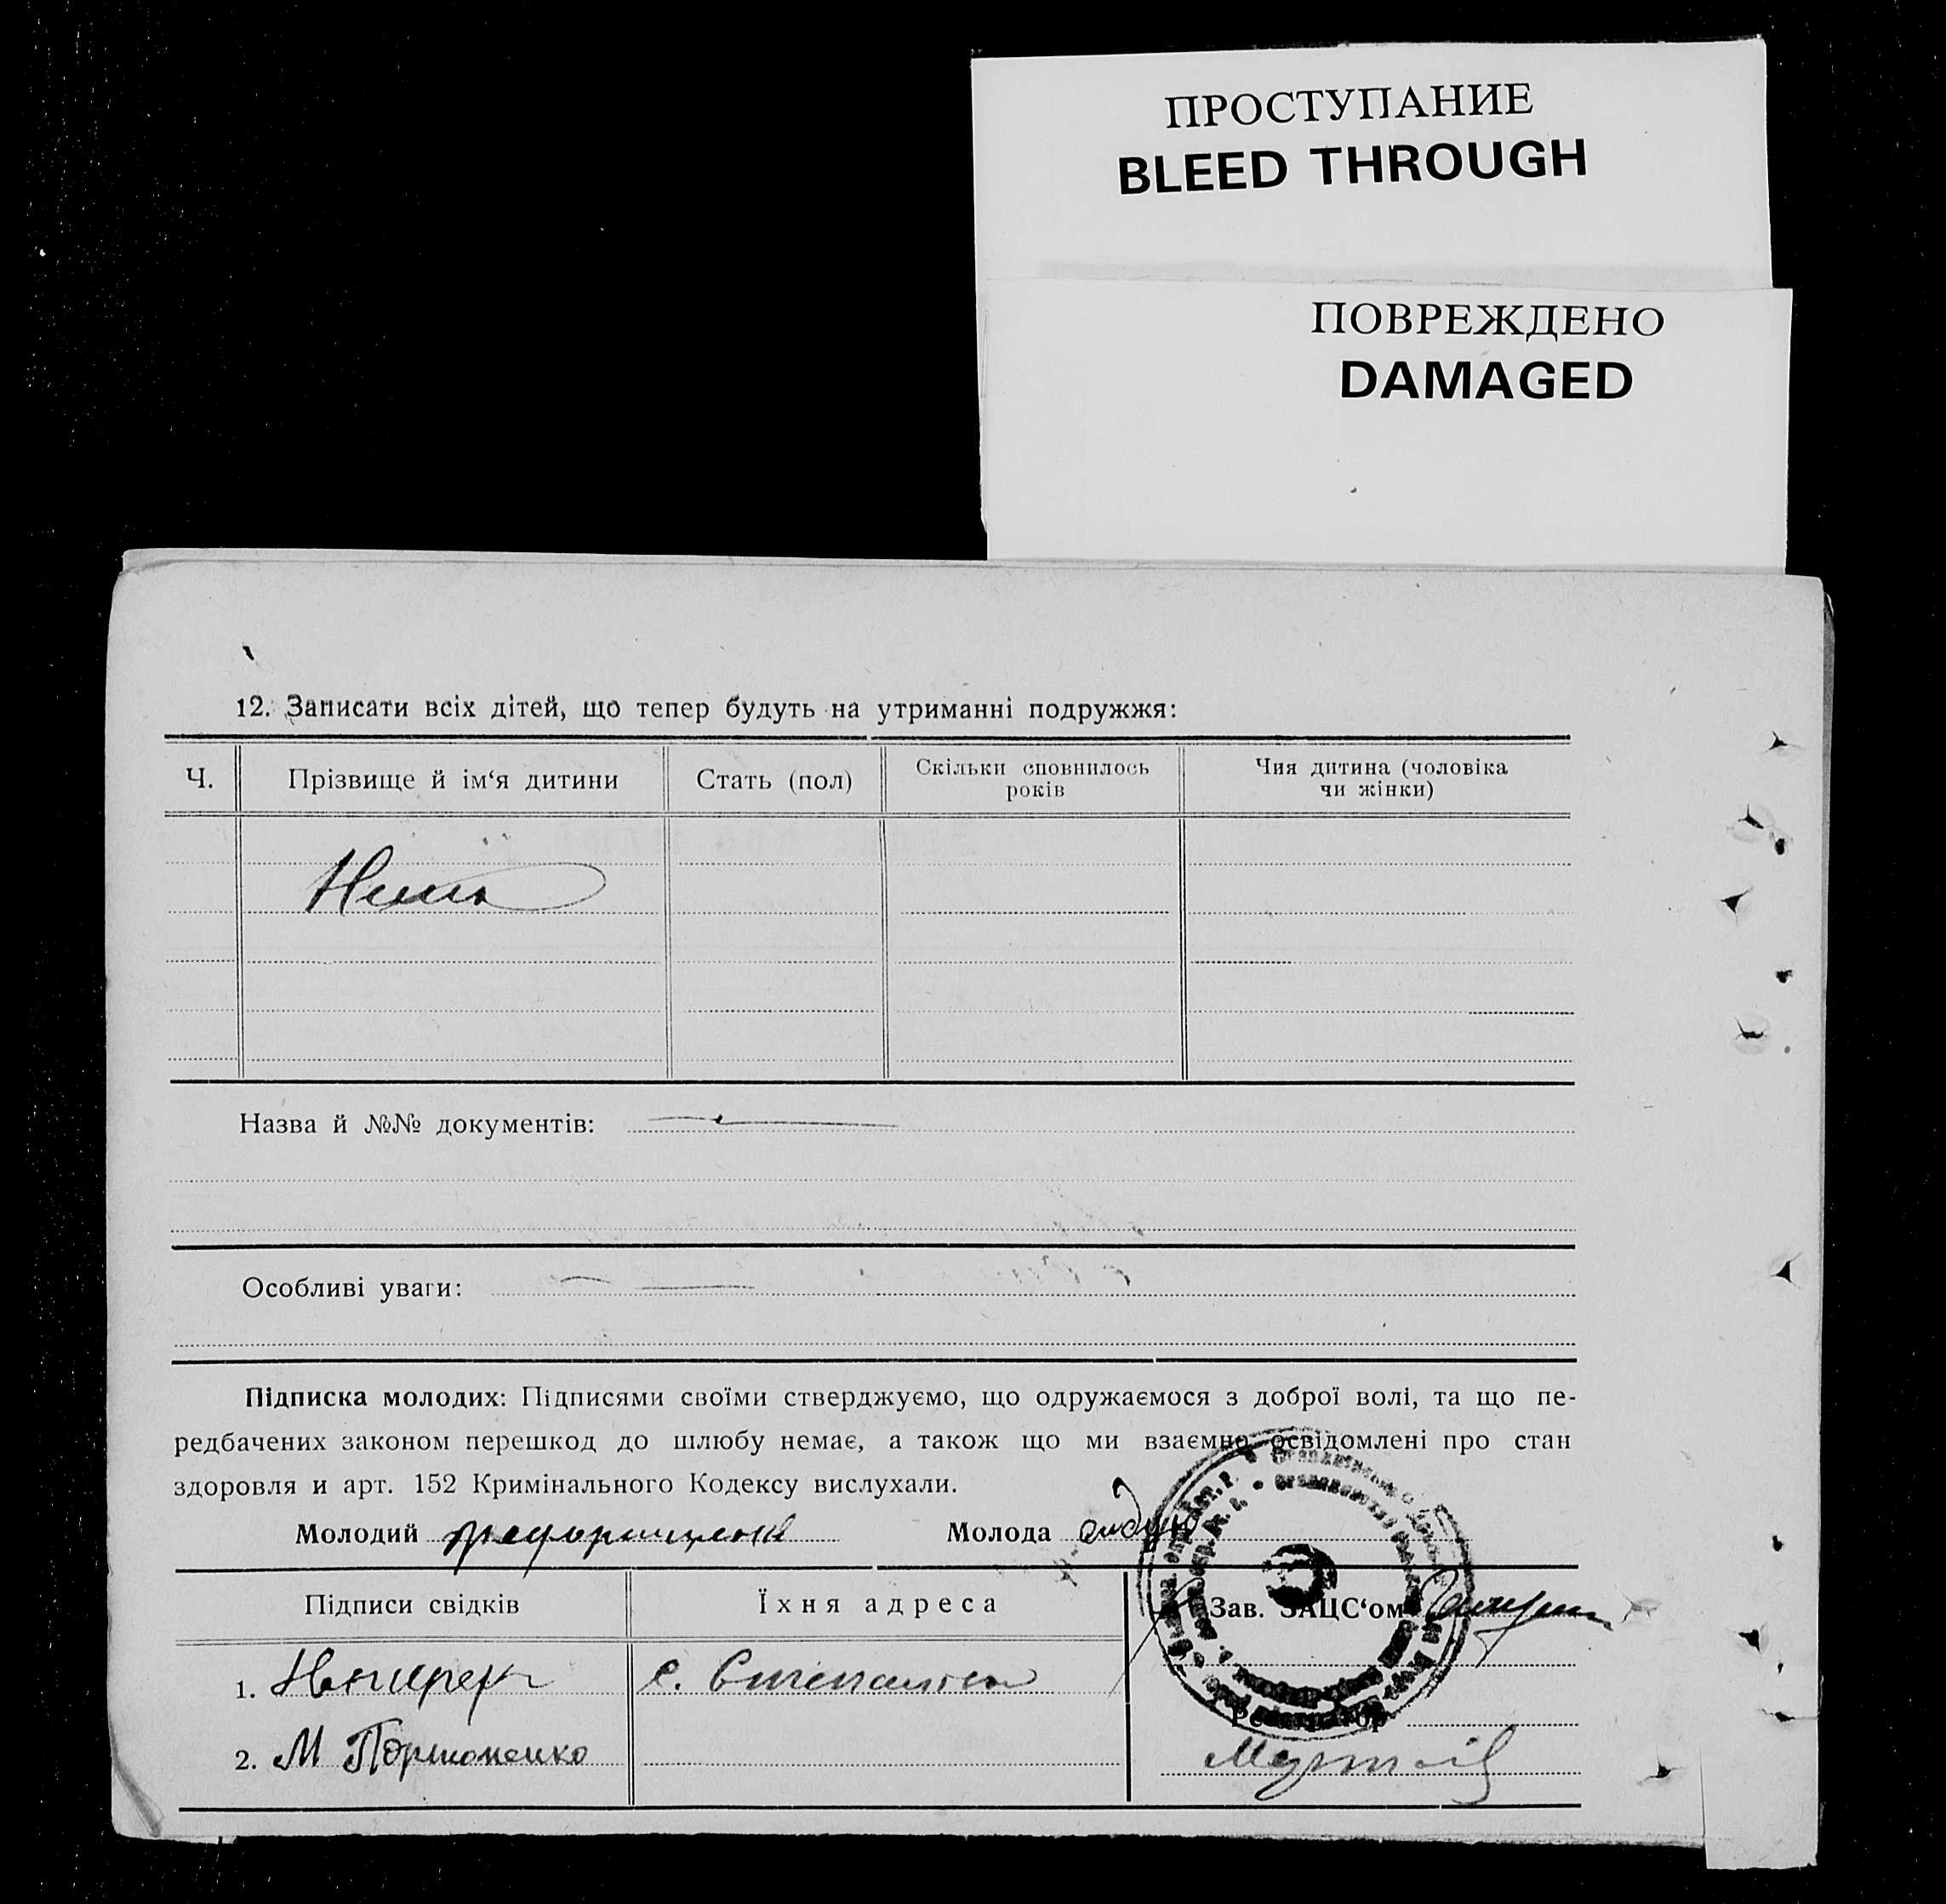 ПРОСТУПАНИЕ
BLEED THROUGH
ПОВРЕЖДЕНО
DAMAGED
12. Записати всіх дітей, що тепер будуть на утриманні подружжя:
Ч. Прізвище й ім‘я дитини Стать (пол) Скільки сповнилось років Чия дитина (чоловіка чи жінки)
Нема
Назва й №№ документів:
Особливі уваги:
Підписка молодих: Підписями своїми стверджуємо, що одружаємося з доброї волі, та що пе-
редбачених законом перешкод до шлюбу немає, а також що ми взаємно освідомлені про стан
здоровля и арт. 152 Кримінального Кодексу вислухали.
Молодий Молода
Підписи свідків Їхня адреса Зав. ЗАЦС‘ом
1. с.
Реєстратор
2. М